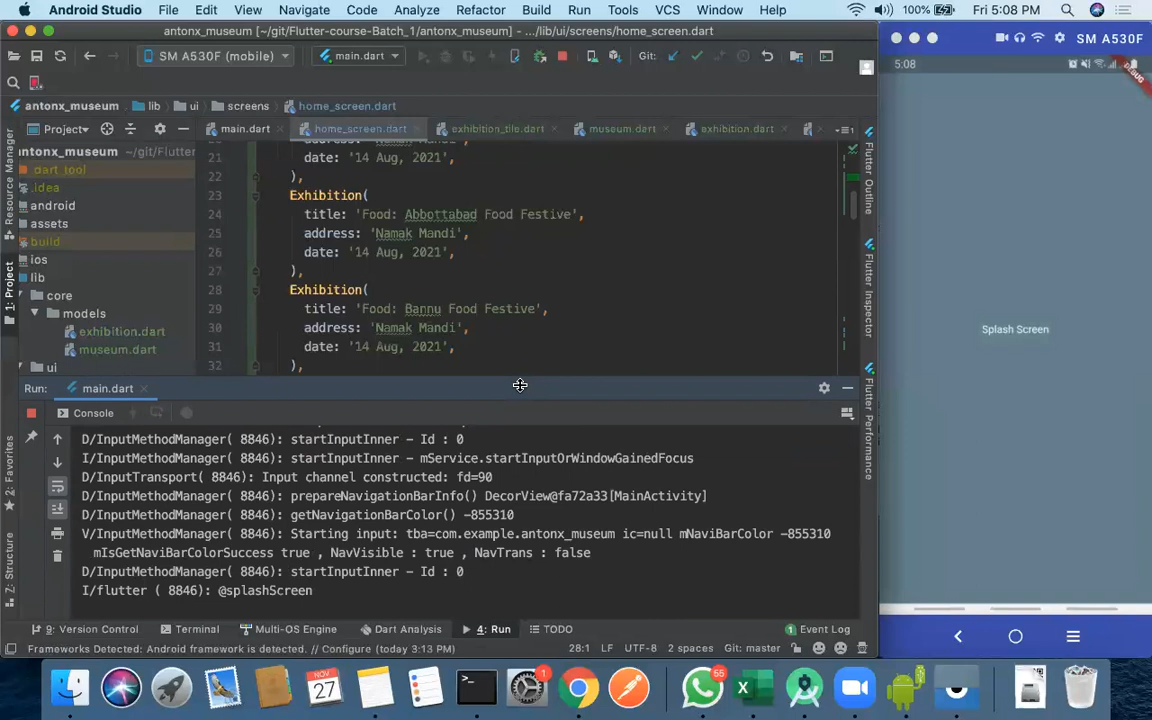 Android Studio File Edit View Navigate Code Analyze Refactor Build Run Tools VCS Window Help 100% Fri 5:08 PM
antonx_museum [~/git/Flutter-course-Batch_1/antonx_museum] - .../lib/ui/screens/home_screen.dart
SM A530F
SM A530F (mobile) main.dart Git:
5:08
DEBUG
antonx_museum lib ui screens home_screen.dart
Project main.dart home_screen.dart exhibition_tile.dart museum.dart exhibition.dart
antonx_museum ~/git/Flutter
.dart_tool
.idea
android
assets
build
ios
lib
core
models
exhibition.dart
museum.dart
ui
21 date: '14 Aug, 2021',
22 ),
23 Exhibition(
24 title: 'Food: Abbottabad Food Festive',
25 address: 'Namak Mandi',
26 date: '14 Aug, 2021',
27 ),
28 Exhibition(
29 title: 'Food: Bannu Food Festive',
30 address: 'Namak Mandi',
31 date: '14 Aug, 2021',
32 ),
Resource Manager
1: Project
2: Favorites
Z: Structure
Flutter Outline
Flutter Inspector
Flutter Performance
Splash Screen
Run: main.dart
Console
D/InputMethodManager( 8846): startInputInner - Id : 0
I/InputMethodManager( 8846): startInputInner - mService.startInputOrWindowGainedFocus
D/InputTransport( 8846): Input channel constructed: fd=90
D/InputMethodManager( 8846): prepareNavigationBarInfo() DecorView@fa72a33[MainActivity]
D/InputMethodManager( 8846): getNavigationBarColor() -855310
V/InputMethodManager( 8846): Starting input: tba=com.example.antonx_museum ic=null mNaviBarColor -855310
mIsGetNaviBarColorSuccess true , NavVisible : true , NavTrans : false
D/InputMethodManager( 8846): startInputInner - Id : 0
I/flutter ( 8846): @splashScreen
9: Version Control Terminal Multi-OS Engine Dart Analysis 4: Run TODO 1 Event Log
Frameworks Detected: Android framework is detected. // Configure (today 3:13 PM) 28:1 LF UTF-8 2 spaces Git: master
NOV
27
1
55